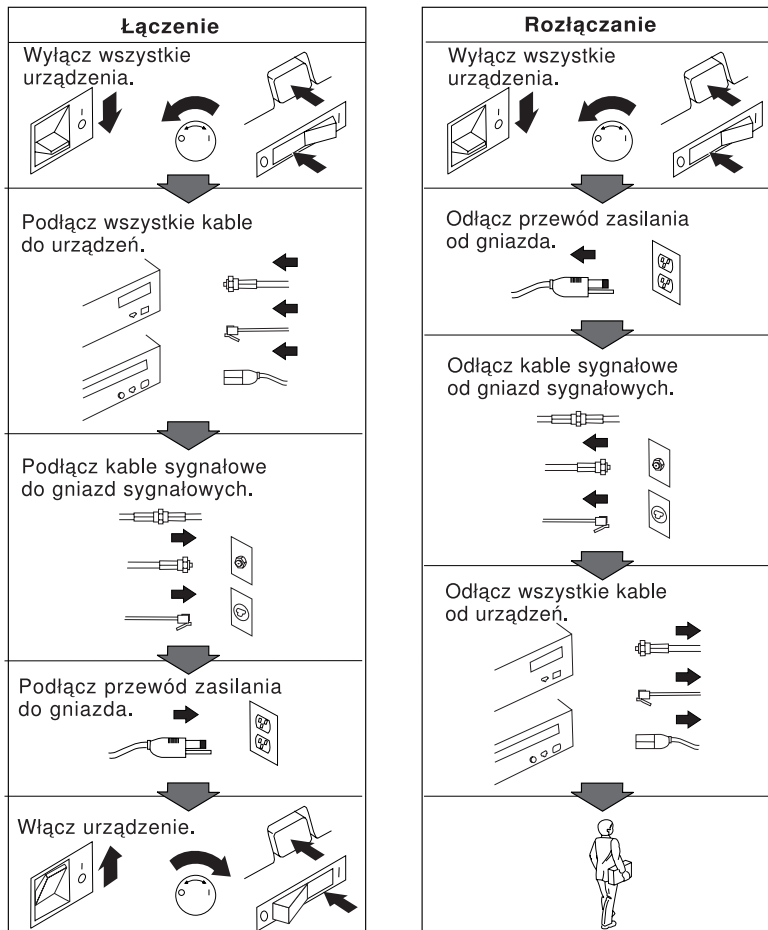 Łączenie
Wyłącz wszystkie
urządzenia.
Podłącz wszystkie kable
do urządzeń.
Podłącz kable sygnałowe
do gniazd sygnałowych.
Podłącz przewód zasilania
do gniazda.
Włącz urządzenie.
Rozłączanie
Wyłącz wszystkie
urządzenia.
Odłącz przewód zasilania
od gniazda.
Odłącz kable sygnałowe
od gniazd sygnałowych.
Odłącz wszystkie kable
od urządzeń.